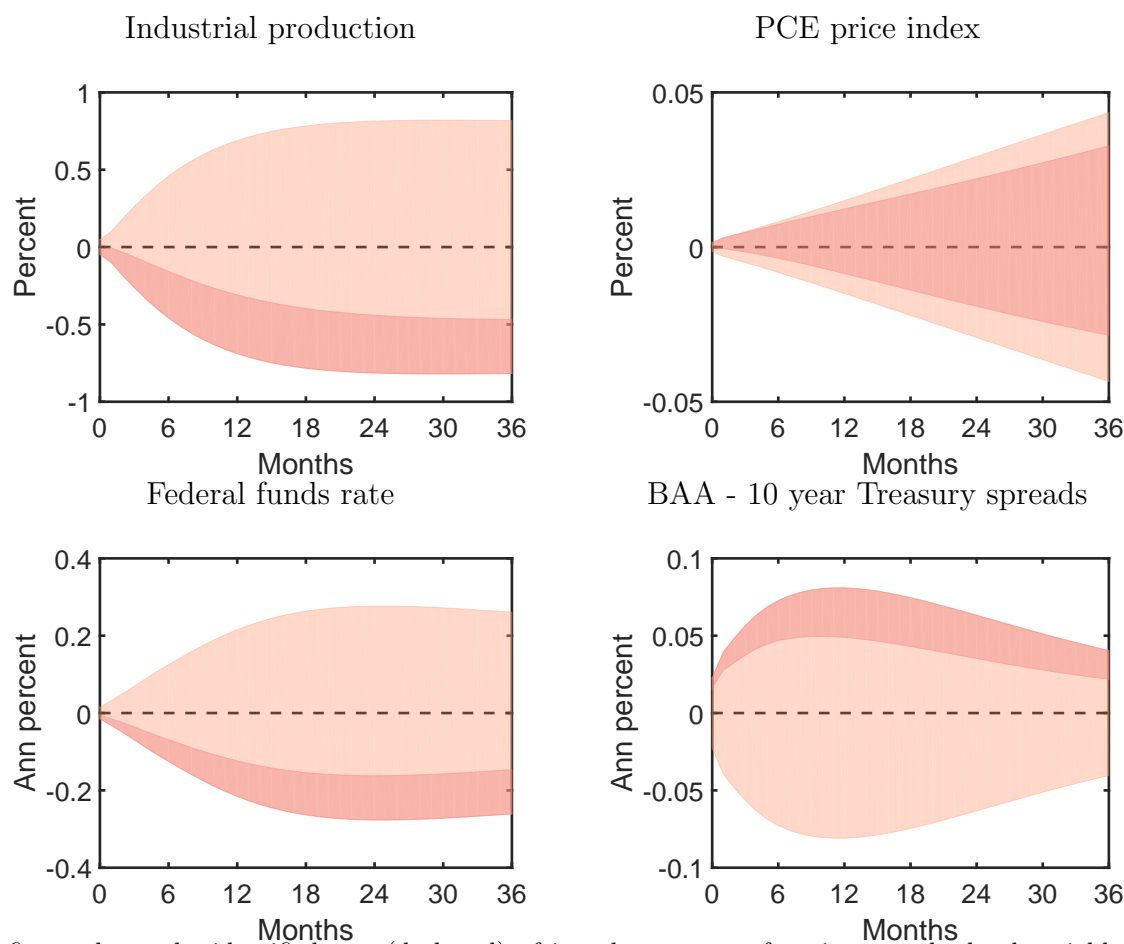 Industrial production
1
0.5
0
-0.5
-1
Percent
0 6 12 18 24 30 36
Months
PCE price index
0.05
0
-0.05
Percent
0 6 12 18 24 30 36
Months
Federal funds rate
0.4
0.2
0
-0.2
-0.4
Ann percent
0 6 12 18 24 30 36
Months
BAA - 10 year Treasury spreads
0.1
0.05
0
-0.05
-0.1
Ann percent
0 6 12 18 24 30 36
Months